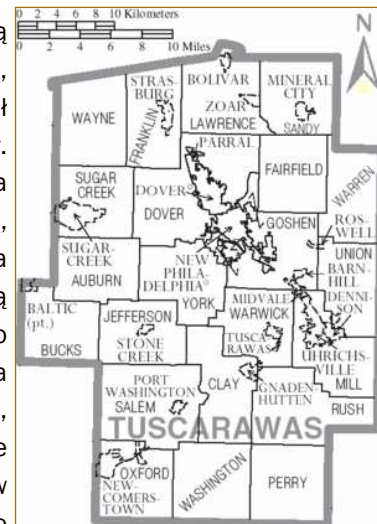 ą
,
ł
.
a
,
a
ą
o
a
,
e
w
0 2 4 6 8 10 Kilometers
0 2 4 6 8 10 Miles
N
STRAS-
BURG
BOLIVAR
MINERAL
CITY
WAYNE
FRANKLIN
ZOAR
LAWRENCE
SANDY
PARRAL
SUGAR
CREEK
DOVER
DOVER
FAIRFIELD
WARREN
GOSHEN
ROS-
WELL
SUGAR-
CREEK
AUBURN
NEW
PHILA-
DELPHIA
UNION
BARN-
HILL
BALTIC
(pt.)
YORK
MIDVALE
WARWICK
DENNI-
SON
JEFFERSON
TUSCA
RAWAS
BUCKS
STONE
CREEK
UHRICHS-
VILLE
MILL
PORT
WASHINGTON
SALEM
CLAY
GNADEN-
HUTTEN
RUSH
TUSCARAWAS
OXFORD
NEW-
COMERS-
TOWN
WASHINGTON
PERRY